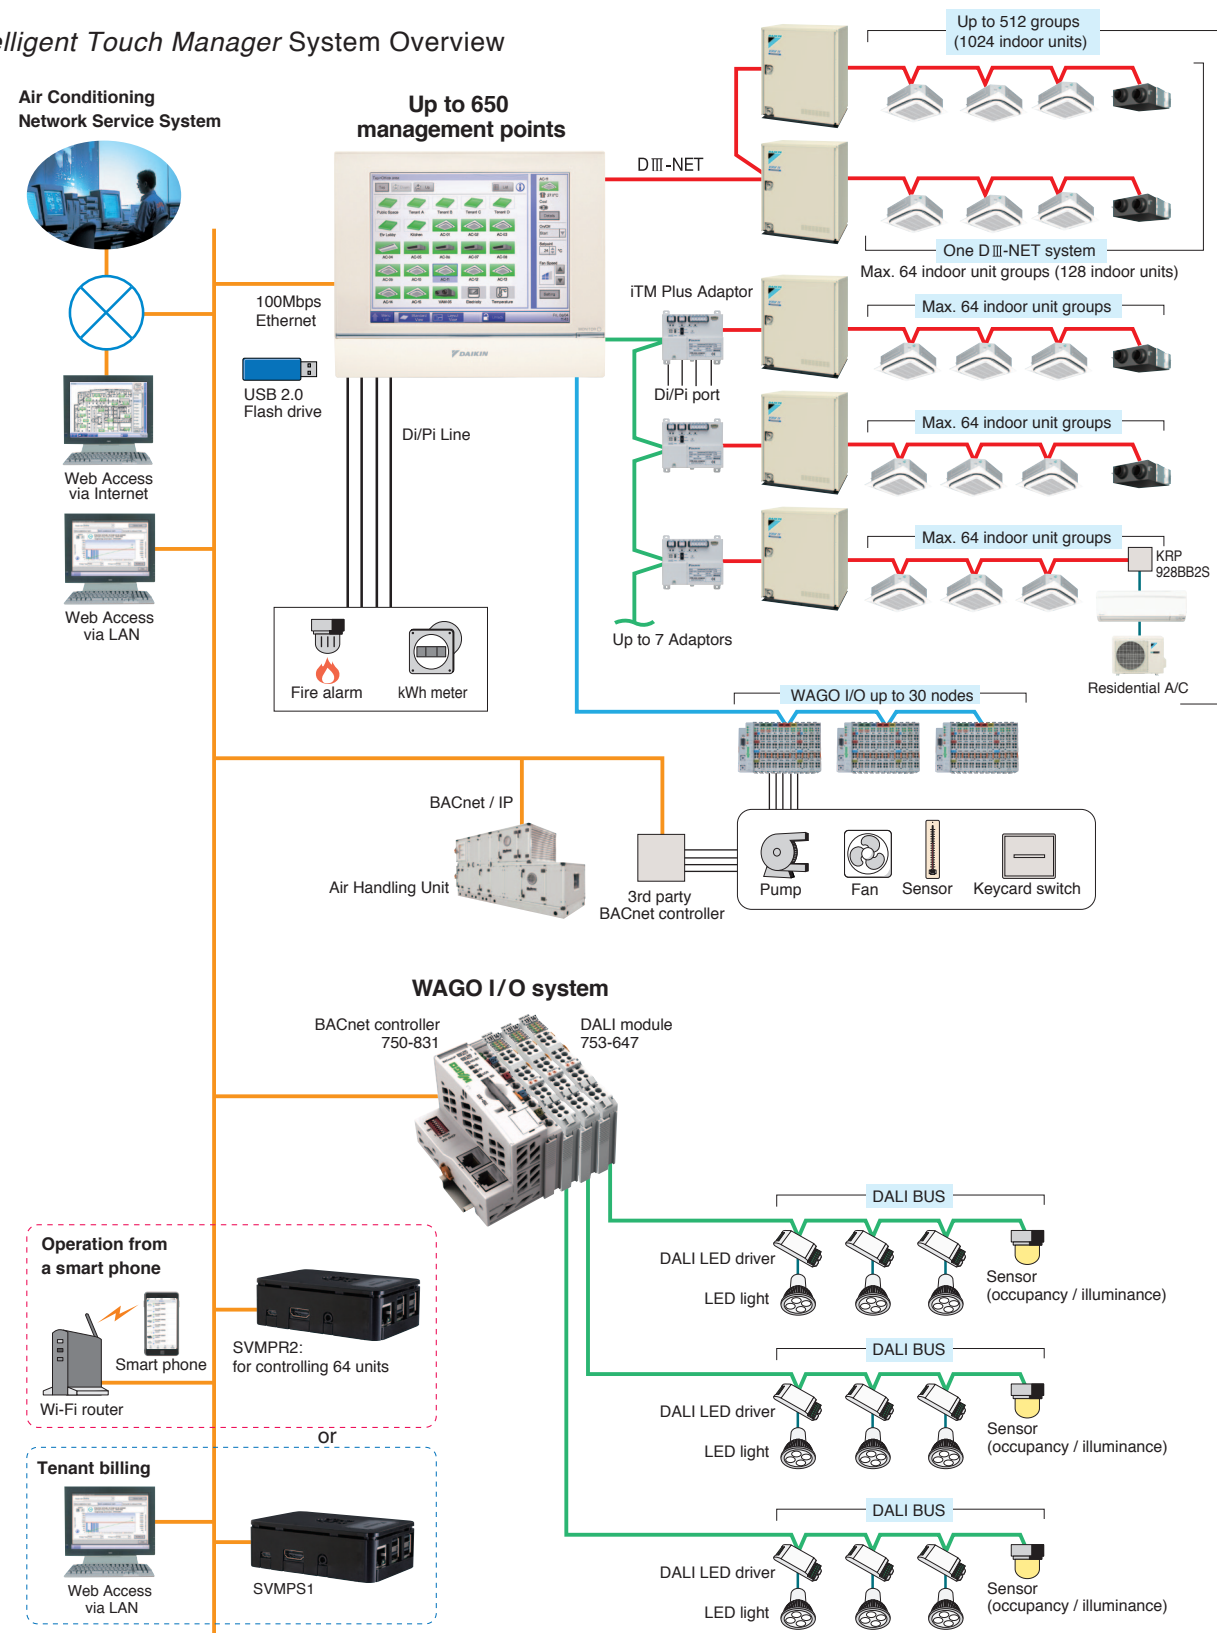 elligent Touch Manager System Overview
Up to 512 groups
(1024 indoor units)
Air Conditioning
Network Service System
Up to 650
management points
DIII-NET
One DIII-NET system
Max. 64 indoor unit groups (128 indoor units)
100Mbps
Ethernet
iTM Plus Adaptor
Max. 64 indoor unit groups
DAIKIN
USB 2.0
Flash drive
Di/Pi port
Di/Pi Line
Max. 64 indoor unit groups
Web Access
via Internet
Max. 64 indoor unit groups
KRP
928BB2S
Web Access
via LAN
Up to 7 Adaptors
Fire alarm
kWh meter
Residential A/C
WAGO I/O up to 30 nodes
BACnet / IP
Air Handling Unit
3rd party
BACnet controller
Pump
Fan
Sensor
Keycard switch
WAGO I/O system
BACnet controller
750-831
DALI module
753-647
DALI BUS
DALI LED driver
LED light
Sensor
(occupancy / illuminance)
Operation from
a smart phone
Smart phone
Wi-Fi router
SVMPR2:
for controlling 64 units
DALI BUS
DALI LED driver
LED light
Sensor
(occupancy / illuminance)
or
Tenant billing
Web Access
via LAN
SVMPS1
DALI BUS
DALI LED driver
LED light
Sensor
(occupancy / illuminance)